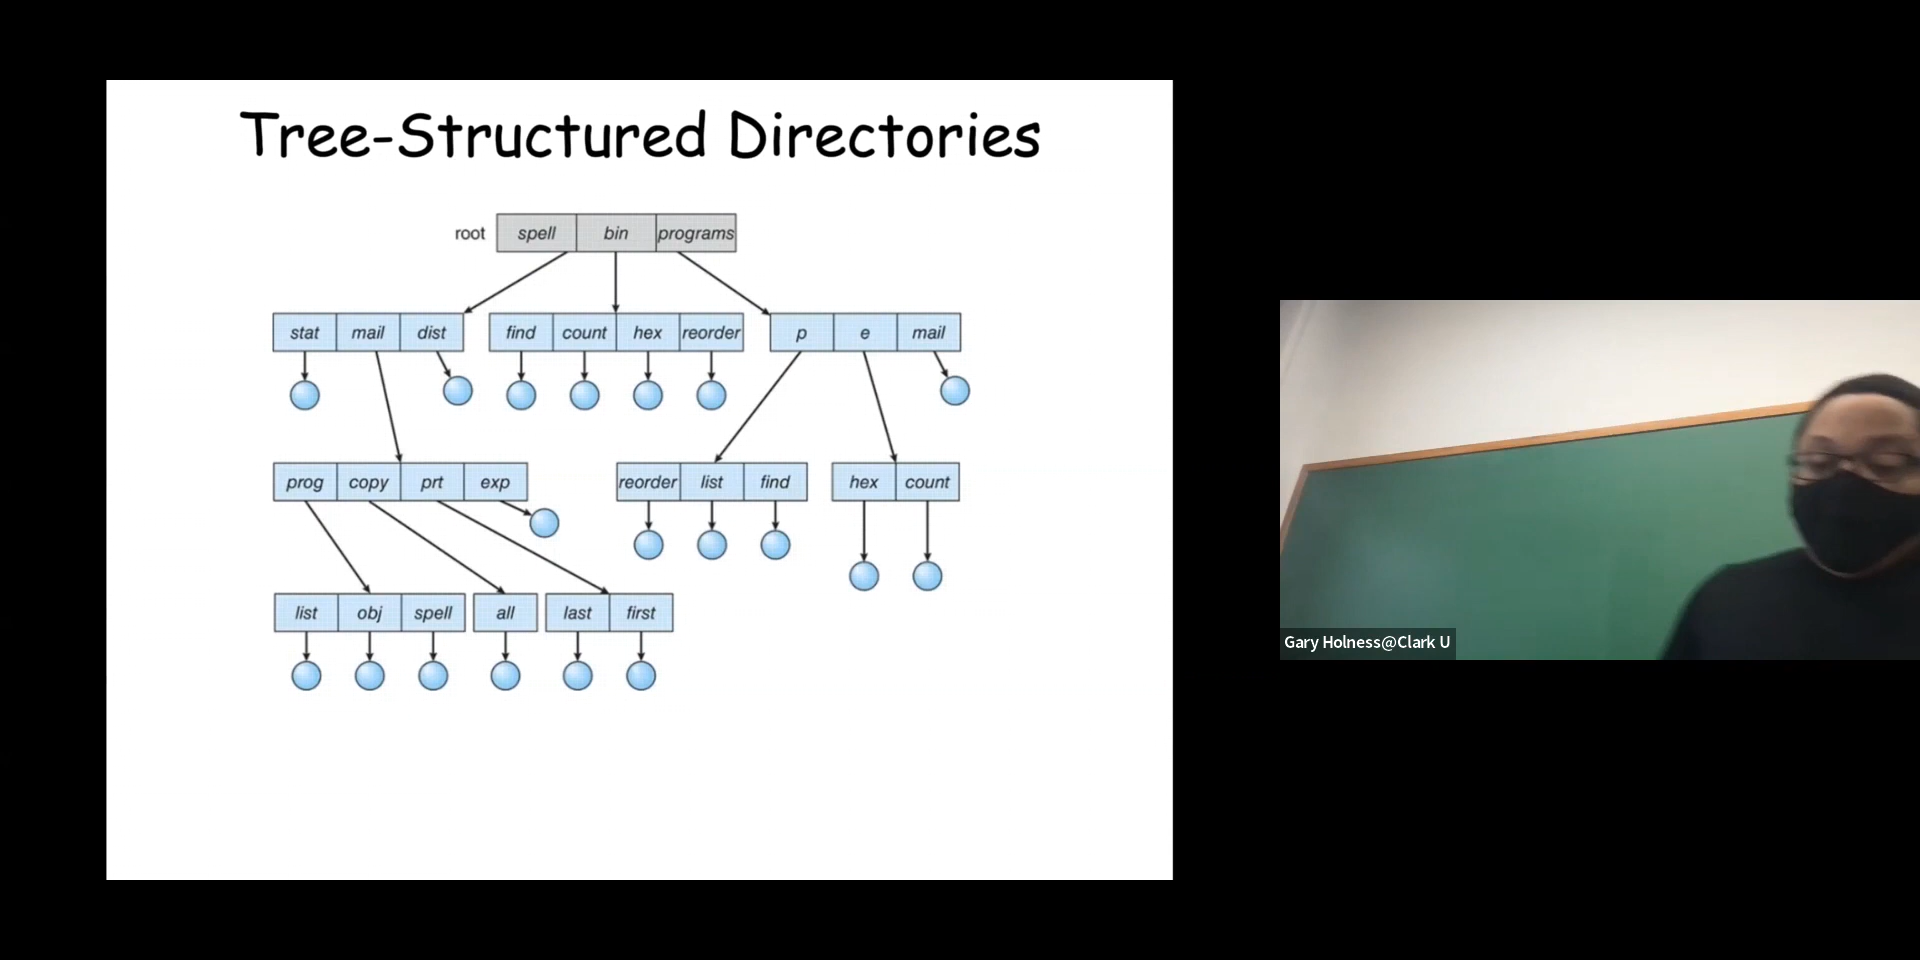 Tree-Structured Directories
root spell bin programs
stat mail dist find count hex reorder p e mail
prog copy prt exp reorder list find hex count
list obj spell all last first
Gary Holness@Clark U